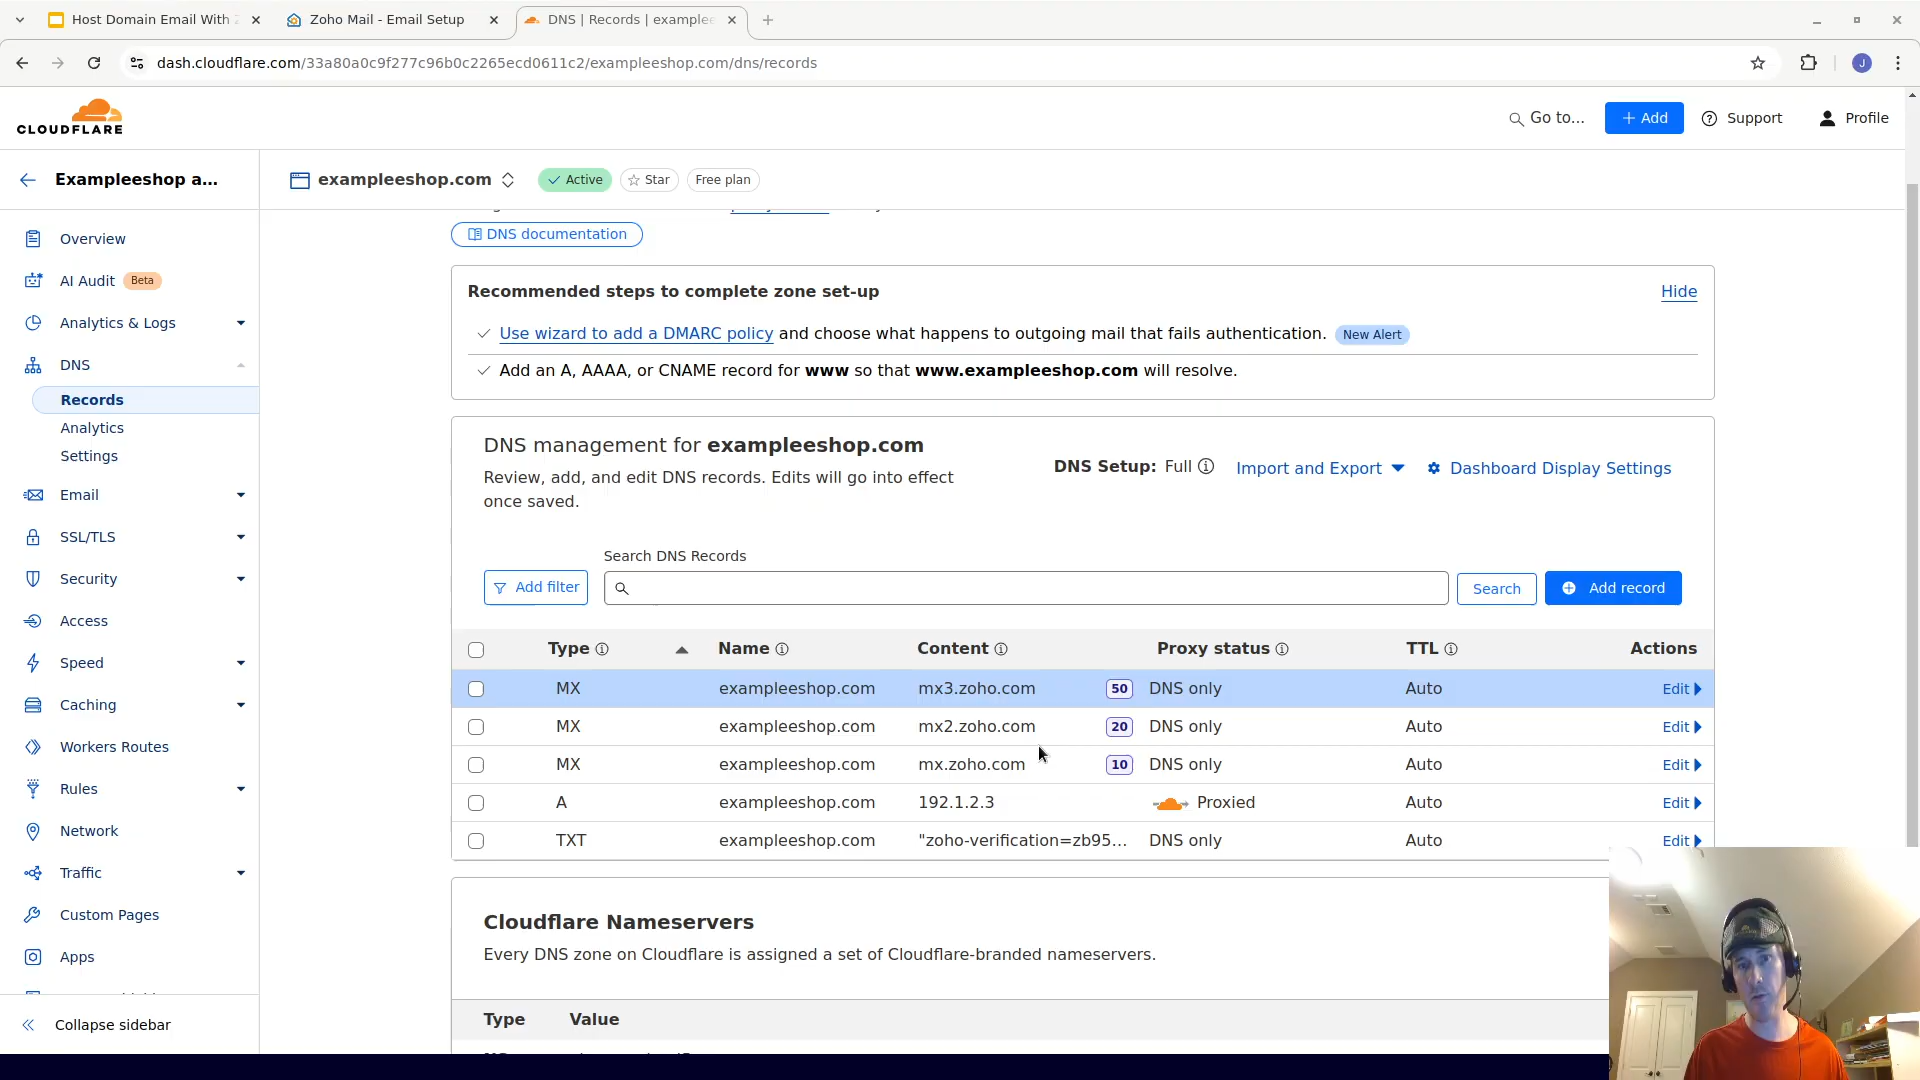 Host Domain Email With
Zoho Mail - Email Setup
DNS | Records | example
dash.cloudflare.com/33a80a0c9f277c96b0c2265ecd0611c2/exampleeshop.com/dns/records
J
CLOUDFLARE
Go to...
Add
Support
Profile
Exampleeshop a...
exampleeshop.com
Active
Star
Free plan
Overview
AI Audit Beta
Analytics & Logs
DNS
Records
Analytics
Settings
Email
SSL/TLS
Security
Access
Speed
Caching
Workers Routes
Rules
Network
Traffic
Custom Pages
Apps
Collapse sidebar
DNS documentation
Recommended steps to complete zone set-up
Hide
Use wizard to add a DMARC policy and choose what happens to outgoing mail that fails authentication. New Alert
Add an A, AAAA, or CNAME record for www so that www.exampleeshop.com will resolve.
DNS management for exampleeshop.com
Review, add, and edit DNS records. Edits will go into effect
once saved.
DNS Setup: Full
Import and Export
Dashboard Display Settings
Search DNS Records
Add filter
Search
Add record
Type Name Content Proxy status TTL Actions
MX exampleeshop.com mx3.zoho.com 50 DNS only Auto Edit
MX exampleeshop.com mx2.zoho.com 20 DNS only Auto Edit
MX exampleeshop.com mx.zoho.com 10 DNS only Auto Edit
A exampleeshop.com 192.1.2.3 Proxied Auto Edit
TXT exampleeshop.com "zoho-verification=zb95... DNS only Auto Edit
Cloudflare Nameservers
Every DNS zone on Cloudflare is assigned a set of Cloudflare-branded nameservers.
Type Value